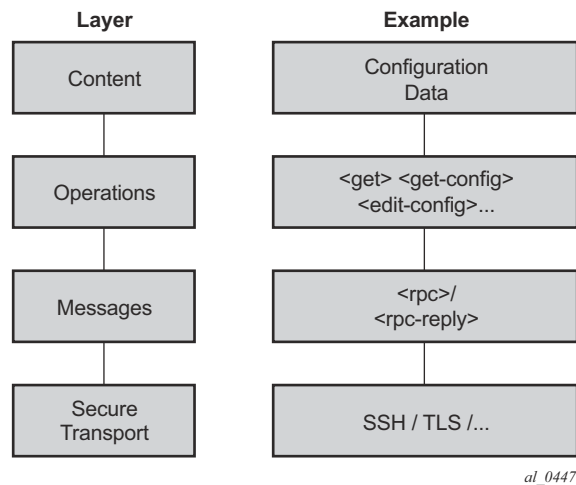 Layer
Example
Content
Configuration
Data
Operations
<get> <get-config>
<edit-config>...
Messages
<rpc>/
<rpc-reply>
Secure
Transport
SSH / TLS /...
al_0447